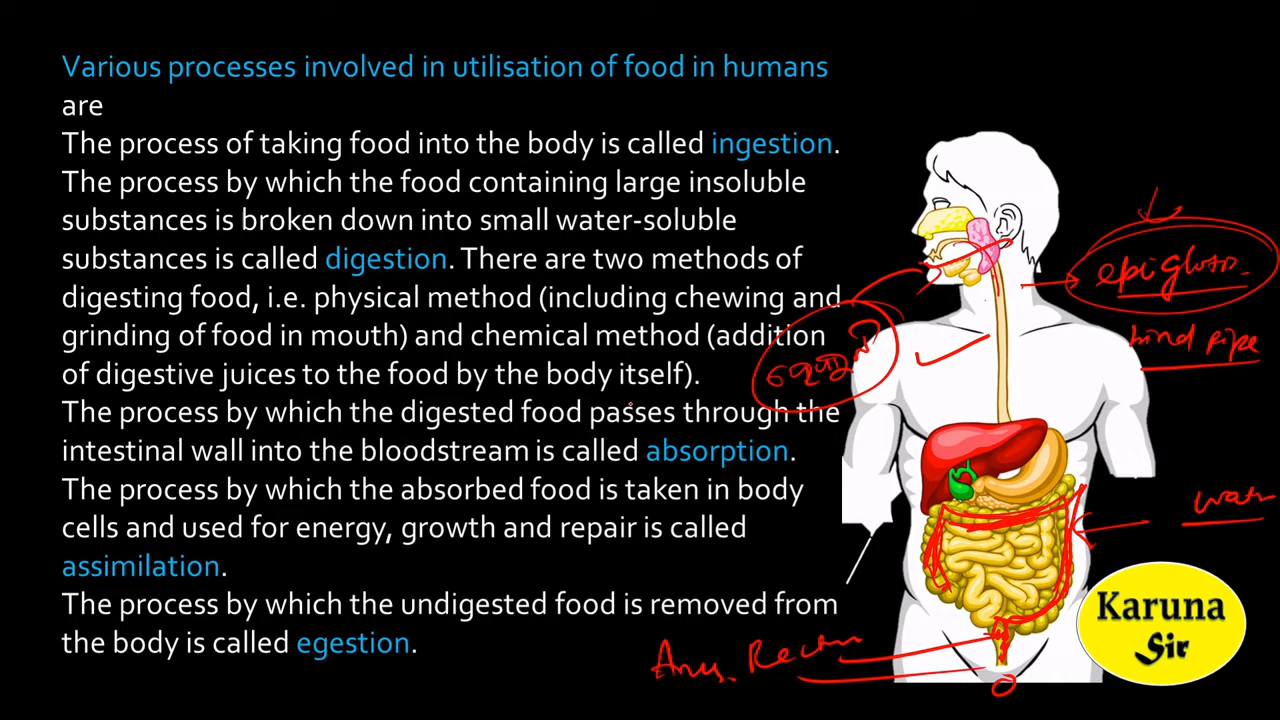 Various processes involved in utilisation of food in humans
are
The process of taking food into the body is called ingestion.
The process by which the food containing large insoluble
substances is broken down into small water-soluble
substances is called digestion. There are two methods of
digesting food, i.e. physical method (including chewing and
grinding of food in mouth) and chemical method (addition
of digestive juices to the food by the body itself).
The process by which the digested food passes through the
intestinal wall into the bloodstream is called absorption.
The process by which the absorbed food is taken in body
cells and used for energy, growth and repair is called
assimilation.
The process by which the undigested food is removed from
the body is called egestion.
pipe
Karuna
Sir